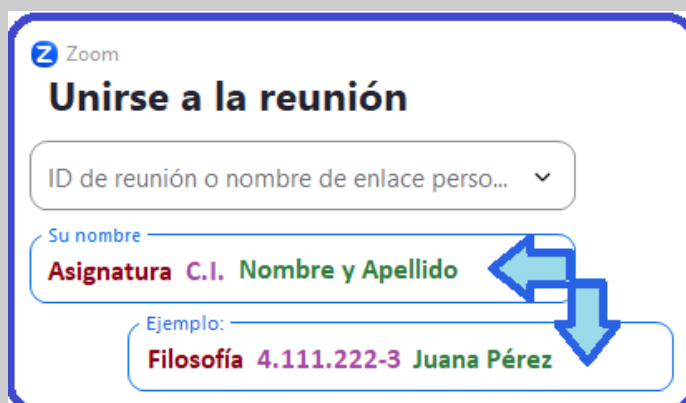 Zoom
Unirse a la reunión
ID de reunión o nombre de enlace perso...
Su nombre
Asignatura C.I. Nombre y Apellido
Ejemplo:
Filosofía 4.111.222-3 Juana Pérez